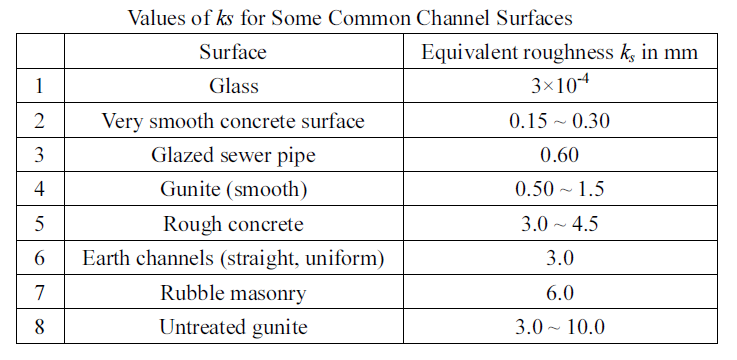 Values of ks for Some Common Channel Surfaces
Surface Equivalent roughness ks in mm
1 Glass 3×10-4
2 Very smooth concrete surface 0.15 ~ 0.30
3 Glazed sewer pipe 0.60
4 Gunite (smooth) 0.50 ~ 1.5
5 Rough concrete 3.0 ~ 4.5
6 Earth channels (straight, uniform) 3.0
7 Rubble masonry 6.0
8 Untreated gunite 3.0 ~ 10.0